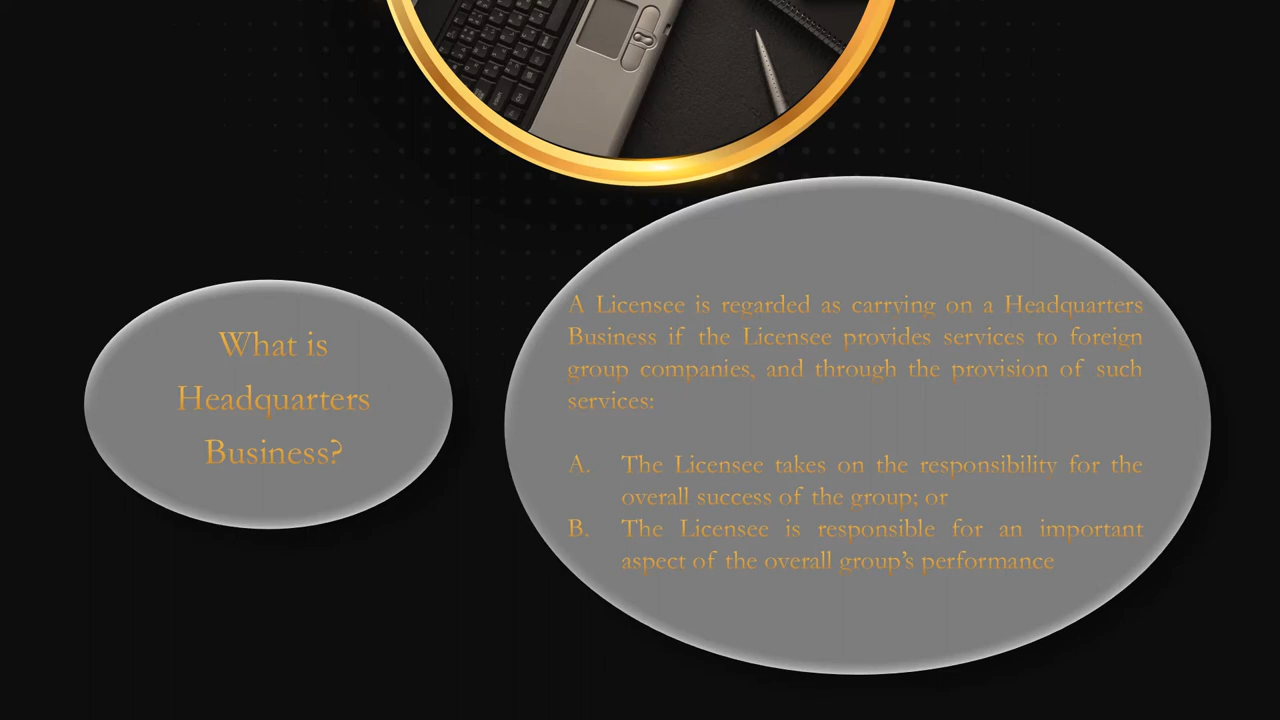 What is
Headquarters
Business?
A Licensee is regarded as carrying on a Headquarters
Business if the Licensee provides services to foreign
group companies, and through the provision of such
services:
A. The Licensee takes on the responsibility for the
overall success of the group; or
B. The Licensee is responsible for an important
aspect of the overall group’s performance